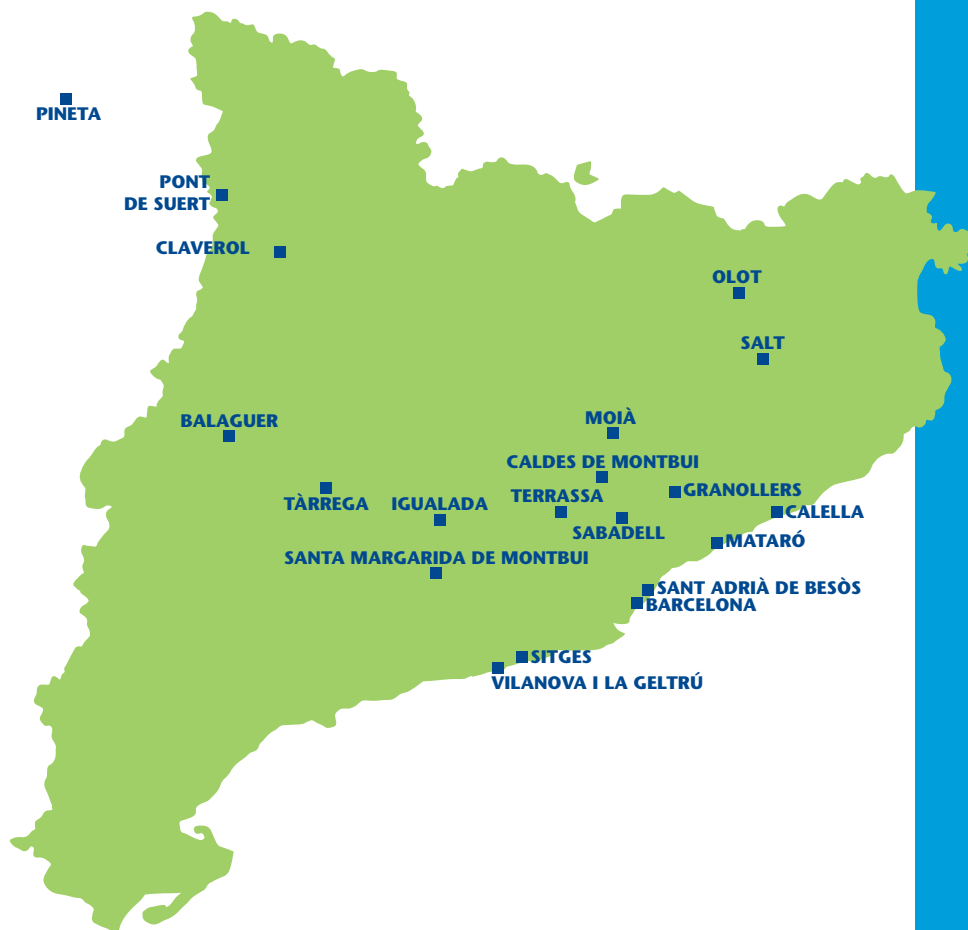 PINETA
PONT
DE SUERT
CLAVEROL
OLOT
SALT
BALAGUER
MOIÀ
CALDES DE MONTBUI
GRANOLLERS
TERRASSA
TÀRREGA
IGUALADA
CALELLA
SABADELL
MATARÓ
SANTA MARGARIDA DE MONTBUI
SANT ADRIÀ DE BESÒS
BARCELONA
SITGES
VILANOVA I LA GELTRÚ